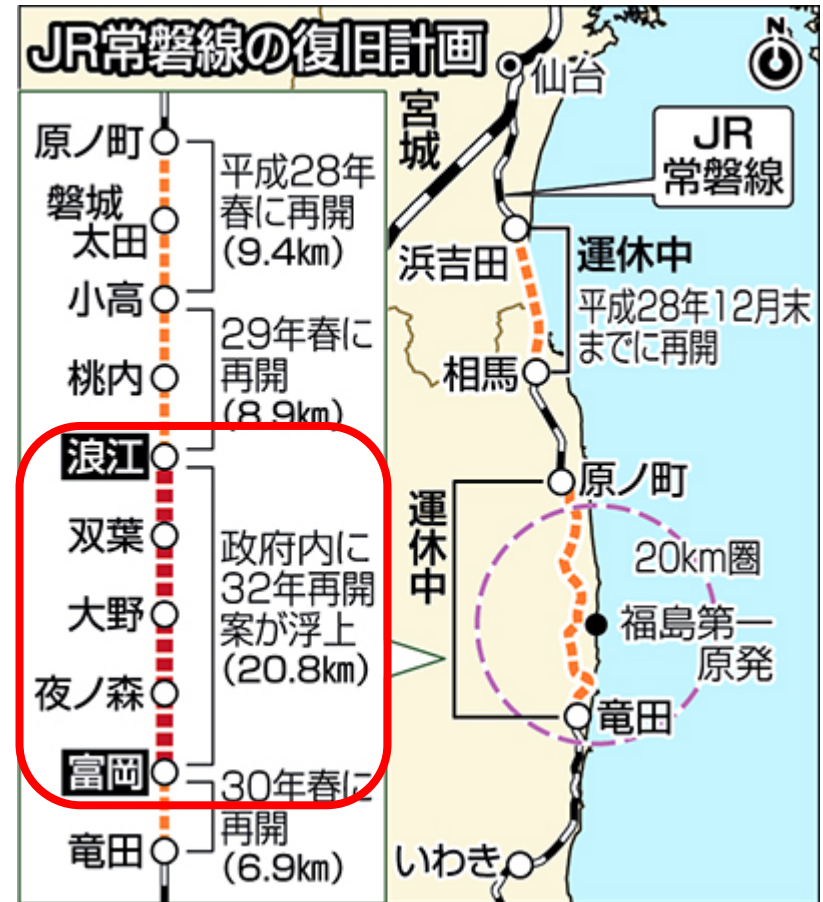 JR常磐線の復旧計画
原ノ町
磐城
太田
小高
桃内
浪江
双葉
大野
夜ノ森
富岡
竜田
平成28年
春に再開
(9.4km)
29年春に
再開
(8.9km)
政府内に
32年再開
案が浮上
(20.8km)
30年春に
再開
(6.9km)
N
仙台
宮城
JR
常磐線
浜吉田
運休中
平成28年12月末
までに再開
相馬
原ノ町
運休中
20km圏
福島第一
原発
竜田
いわき